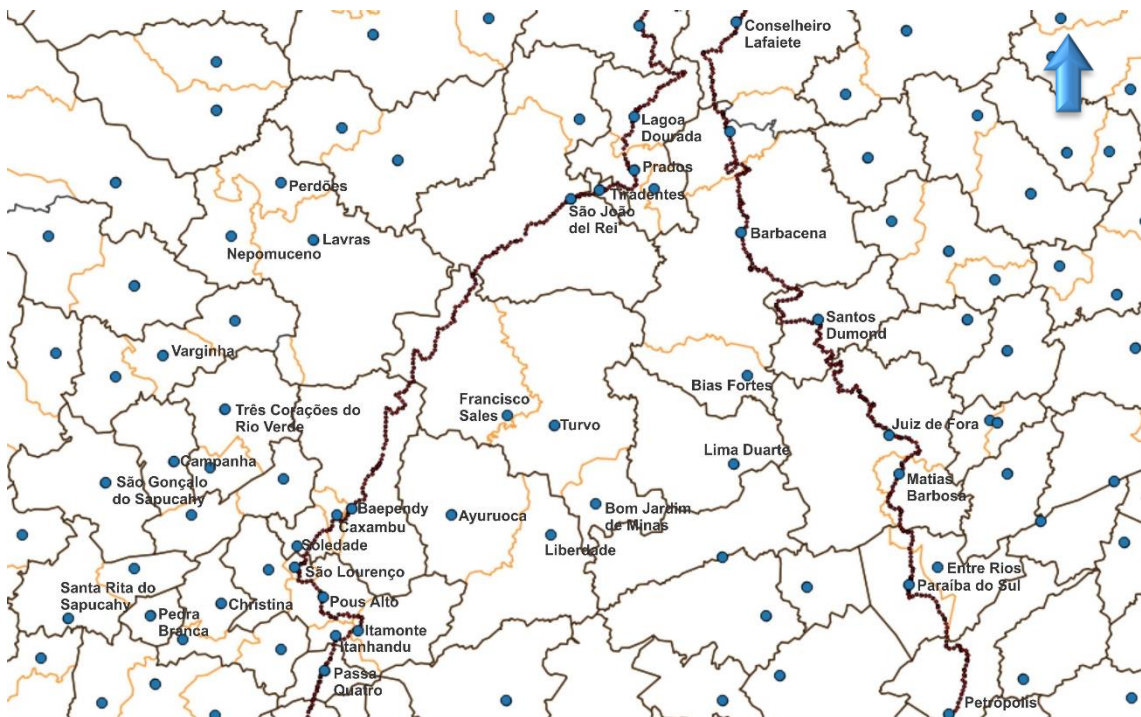 Conselheiro
Lafaiete
Lagoa
Dourada
Prados
Perdões
Tiradentes
São João
del Rei
Nepomuceno
Lavras
Barbacena
Santos
Dumond
Varginha
Bias Fortes
Francisco
Sales
Três Corações do
Rio Verde
Turvo
Juiz de Fora
Campanha
Lima Duarte
São Gonçalo
do Sapucahy
Matias
Barbosa
Baependy
Caxambu
Ayuruoca
Bom Jardim
de Minas
Soledade
Liberdade
São Lourenço
Entre Rios
Paraíba do Sul
Santa Rita do
Sapucahy
Pedra
Branca
Christina
Pous Alto
Itamonte
Itanhandu
Passa
Quatro
Petrópolis